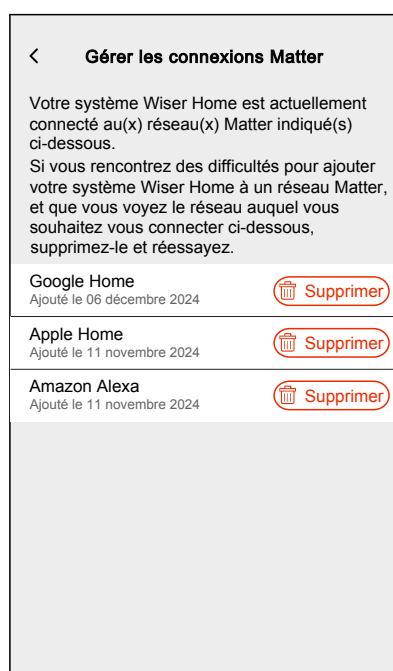 Gérer les connexions Matter
Votre système Wiser Home est actuellement
connecté au(x) réseau(x) Matter indiqué(s)
ci-dessous.
Si vous rencontrez des difficultés pour ajouter
votre système Wiser Home à un réseau Matter,
et que vous voyez le réseau auquel vous
souhaitez vous connecter ci-dessous,
supprimez-le et réessayez.
Google Home
Ajouté le 06 décembre 2024
Supprimer
Apple Home
Ajouté le 11 novembre 2024
Supprimer
Amazon Alexa
Ajouté le 11 novembre 2024
Supprimer